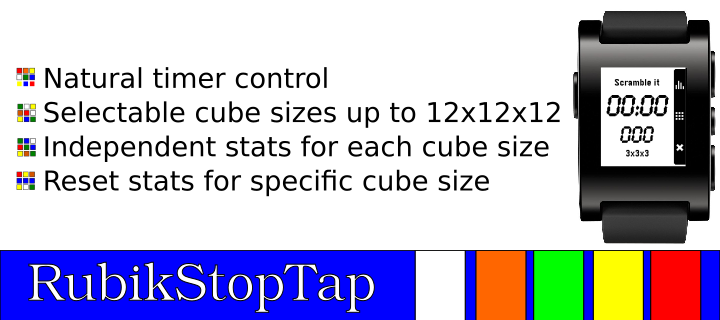 Natural timer control
Selectable cube sizes up to 12x12x12
Independent stats for each cube size
Reset stats for specific cube size
Scramble it
00:00
000
3x3x3
RubikStopTap